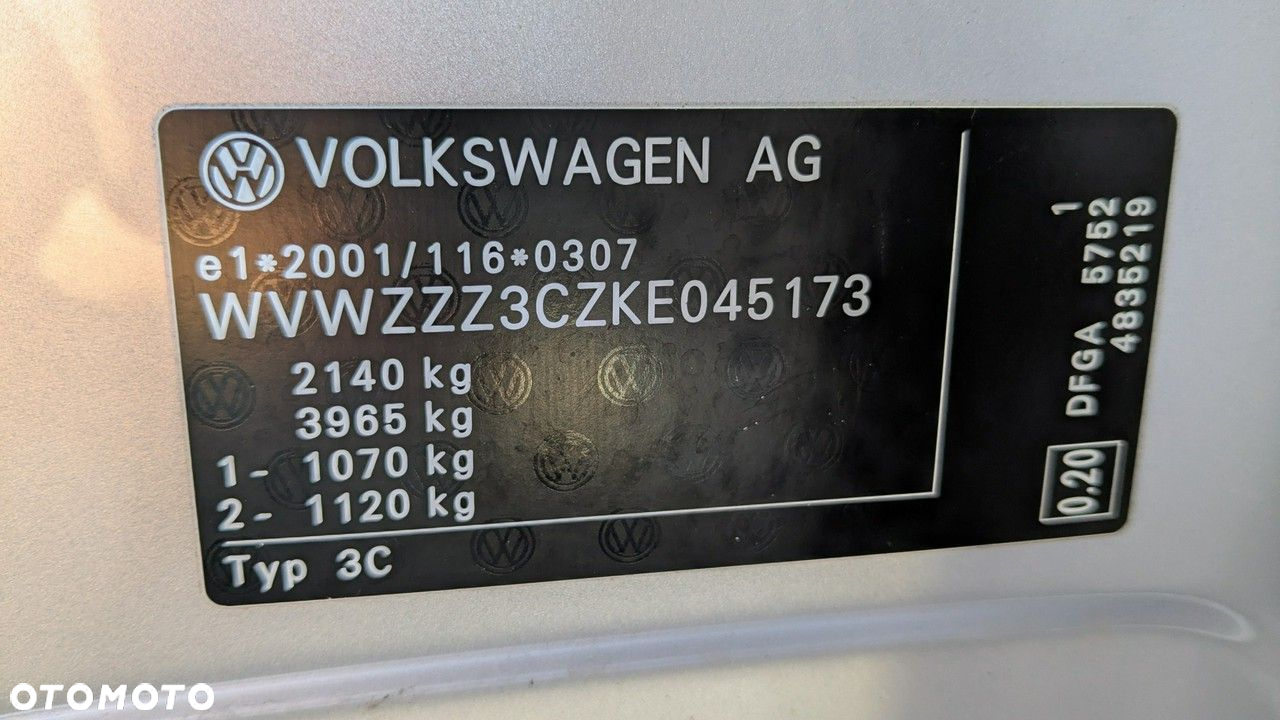 VOLKSWAGEN AG
e1*2001/116*0307
WVWZZZ3CZKE045173
2140 kg
3965 kg
1- 1070 kg
2- 1120 kg
Typ 3C
1
DFGA 5752
4835219
0,20
OTOMOTO